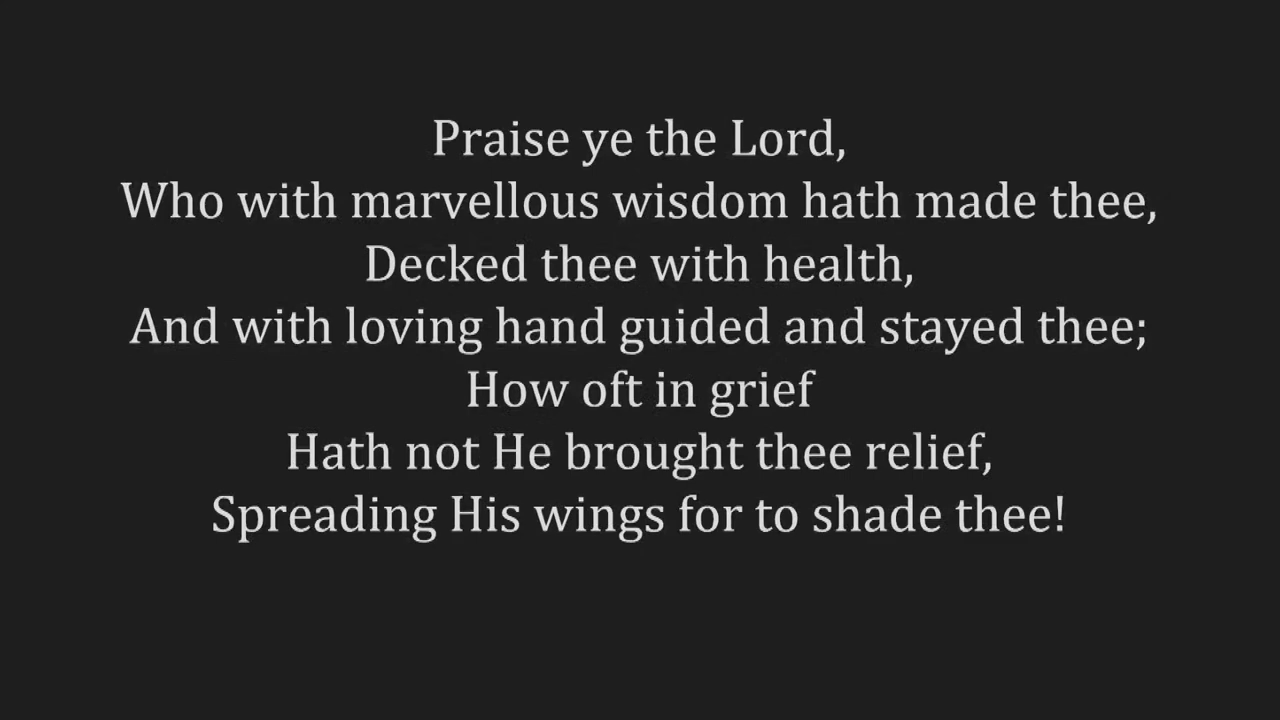 Praise ye the Lord,
Who with marvellous wisdom hath made thee,
Decked thee with health,
And with loving hand guided and stayed thee;
How oft in grief
Hath not He brought thee relief,
Spreading His wings for to shade thee!